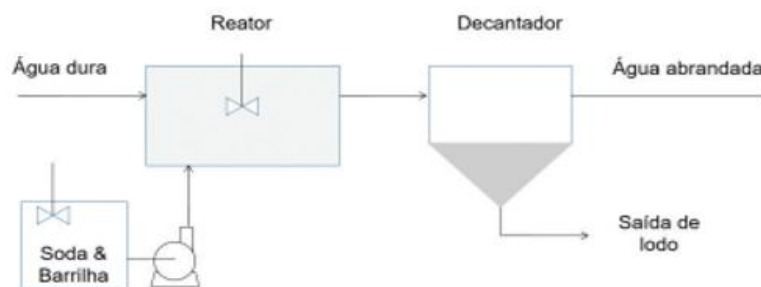 Reator
Decantador
Água dura
Água abrandada
Soda &
Barrilha
Saída de
lodo